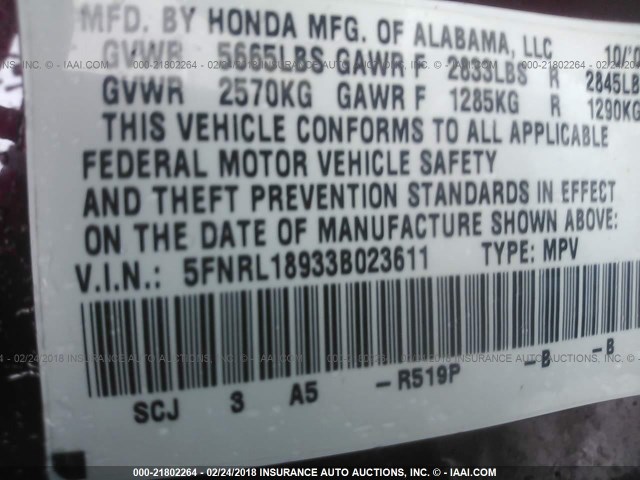 MFD. BY HONDA MFG. OF ALABAMA, LLC 10/
GVWR 5665LBS GAWR F 2833LBS R 2845LB
GVWR 2570KG GAWR F 1285KG R 1290KG
THIS VEHICLE CONFORMS TO ALL APPLICABLE
FEDERAL MOTOR VEHICLE SAFETY
AND THEFT PREVENTION STANDARDS IN EFFECT
ON THE DATE OF MANUFACTURE SHOWN ABOVE:
V.I.N.: 5FNRL18933B023611 TYPE: MPV
SCJ 3 A5 -R519P -B -B
000-21802264 - 02/24/2018 INSURANCE AUTO AUCTIONS, INC. - © IAAI.COM